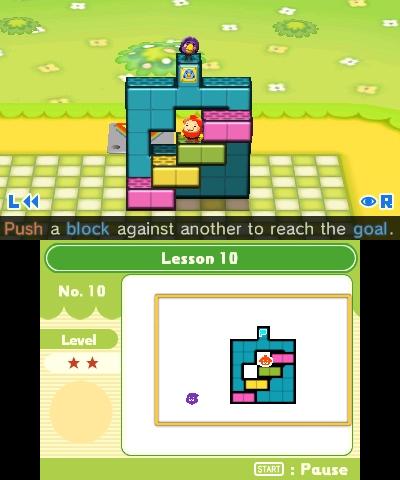 L
R
Push a block against another to reach the goal.
Lesson 10
No. 10
Level
START : Pause